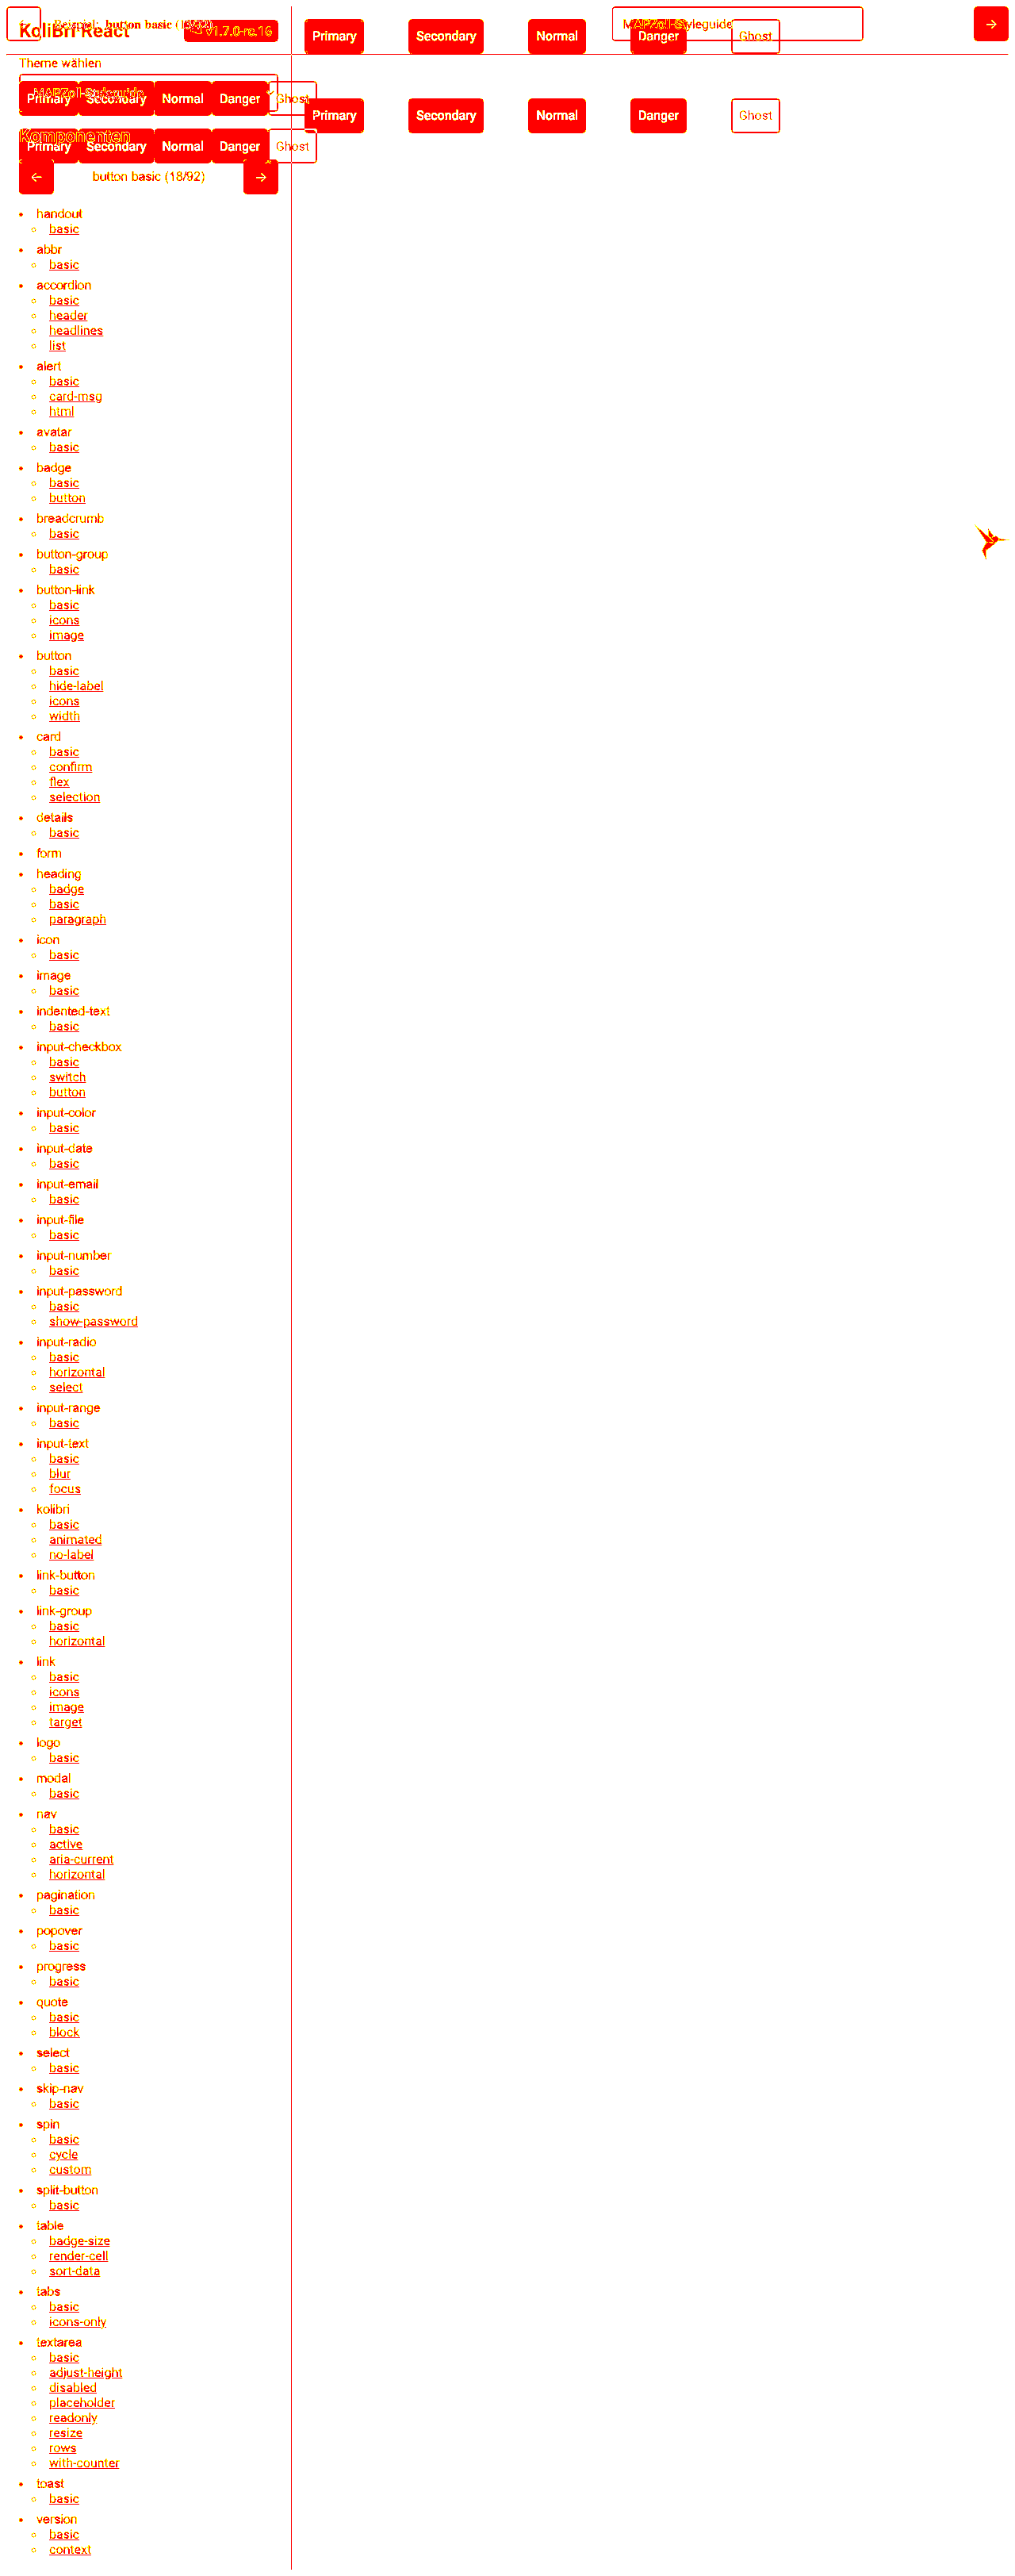 KoliBri React
v1.7.0-rc.16
Primary Secondary Normal Danger Ghost
MAPZoll-Styleguide
Beispiel: button basic
Theme wählen
Primary Secondary Normal Danger Ghost
Primary Secondary Normal Danger Ghost
Komponenten
Primary Secondary Normal Danger Ghost
← button basic (18/92) →
handout
basic
abbr
basic
accordion
basic
header
headlines
list
alert
basic
card-msg
html
avatar
basic
badge
basic
button
breadcrumb
basic
button-group
basic
button-link
basic
icons
image
button
basic
hide-label
icons
width
card
basic
confirm
flex
selection
details
basic
form
heading
badge
basic
paragraph
icon
basic
image
basic
indented-text
basic
input-checkbox
basic
switch
button
input-color
basic
input-date
basic
input-email
basic
input-file
basic
input-number
basic
input-password
basic
show-password
input-radio
basic
horizontal
select
input-range
basic
input-text
basic
blur
focus
kolibri
basic
animated
no-label
link-button
basic
link-group
basic
horizontal
link
basic
icons
image
target
logo
basic
modal
basic
nav
basic
active
aria-current
horizontal
pagination
basic
popover
basic
progress
basic
quote
basic
block
select
basic
skip-nav
basic
spin
basic
cycle
custom
split-button
basic
table
badge-size
render-cell
sort-data
tabs
basic
icons-only
textarea
basic
adjust-height
disabled
placeholder
readonly
resize
rows
with-counter
toast
basic
version
basic
context